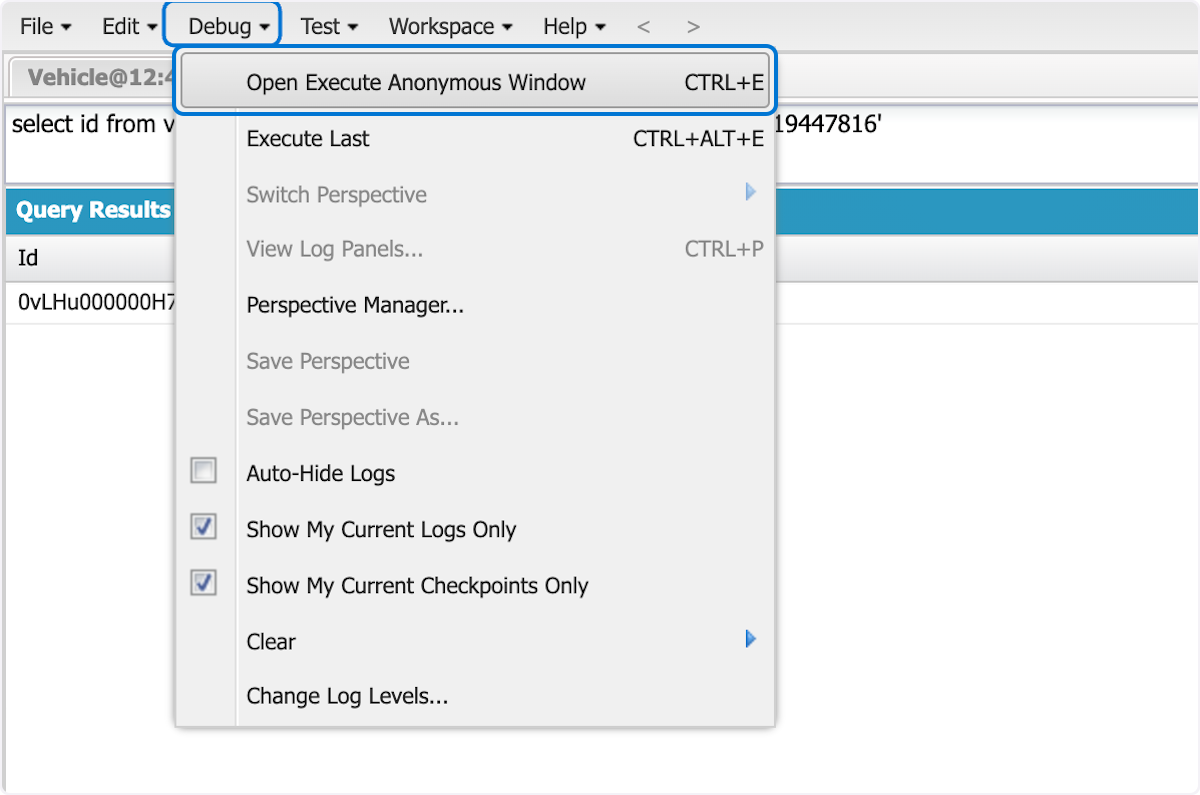 File Edit Debug Test Workspace Help < >
Vehicle@12:4
Open Execute Anonymous Window CTRL+E
select id from v 19447816'
Execute Last CTRL+ALT+E
Switch Perspective
Query Results
View Log Panels... CTRL+P
Id
0vLHu000000H7
Perspective Manager...
Save Perspective
Save Perspective As...
Auto-Hide Logs
Show My Current Logs Only
Show My Current Checkpoints Only
Clear
Change Log Levels...